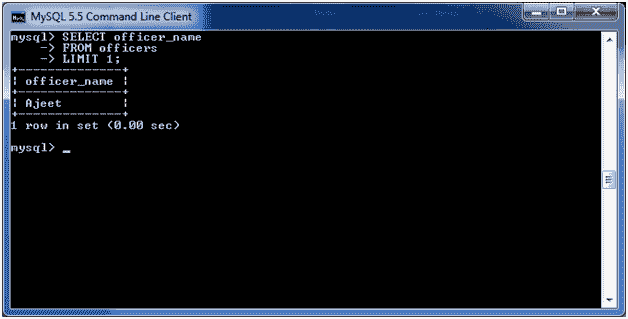 MySQL 5.5 Command Line Client
mysql> SELECT officer_name
    -> FROM officers
    -> LIMIT 1;
+--------------+
| officer_name |
+--------------+
| Ajeet        |
+--------------+
1 row in set (0.00 sec)
mysql> _